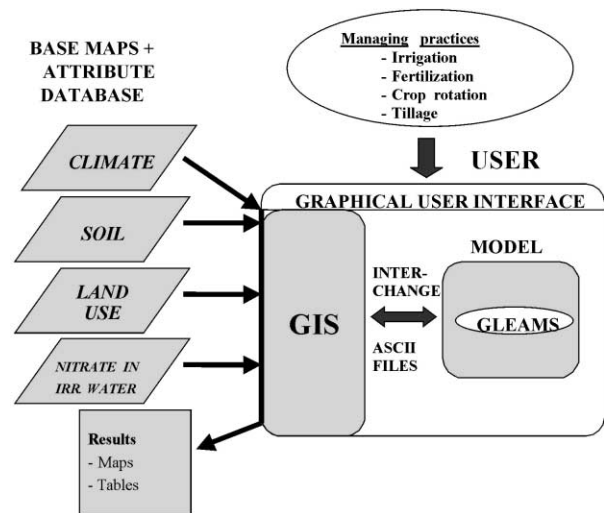 BASE MAPS +
ATTRIBUTE
DATABASE
Managing practices
- Irrigation
- Fertilization
- Crop rotation
- Tillage
USER
CLIMATE
SOIL
LAND
USE
NITRATE IN
IRR. WATER
Results
- Maps
- Tables
GRAPHICAL USER INTERFACE
GIS
INTER-
CHANGE
ASCII
FILES
MODEL
GLEAMS